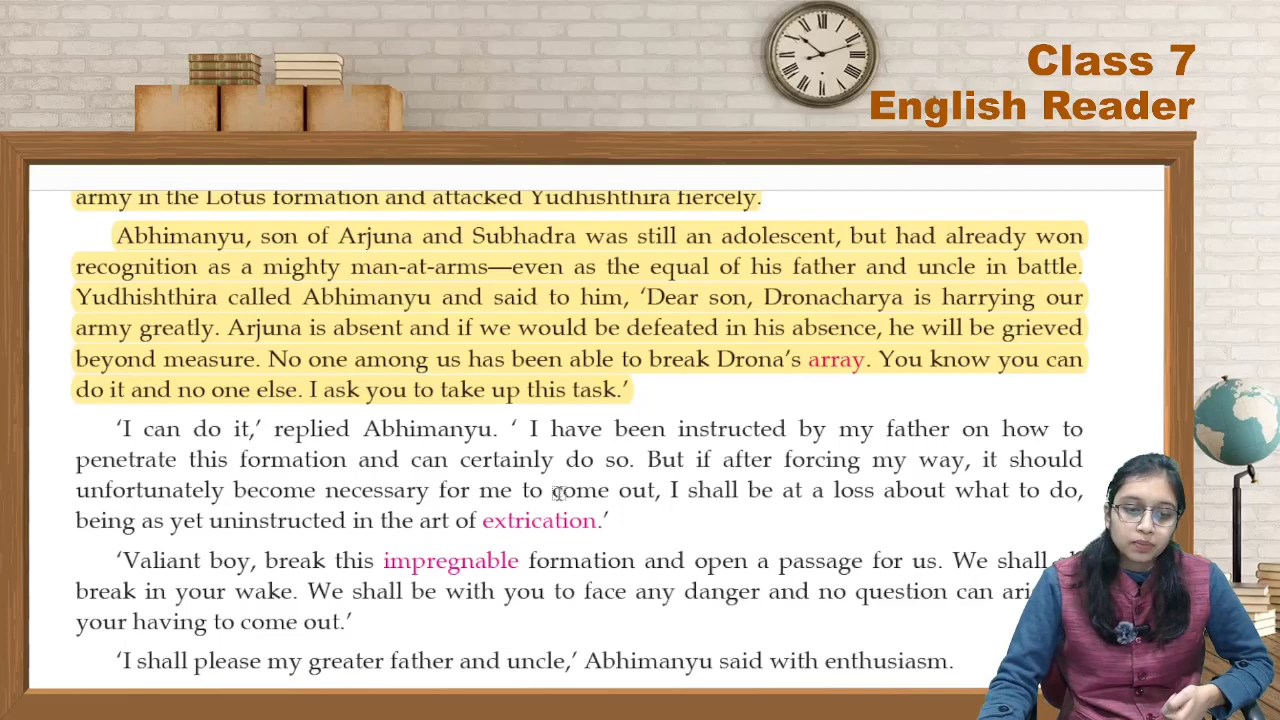 Class 7
English Reader
army in the Lotus formation and attacked Yudhishthira fiercely.
Abhimanyu, son of Arjuna and Subhadra was still an adolescent, but had already won
recognition as a mighty man-at-arms—even as the equal of his father and uncle in battle.
Yudhishthira called Abhimanyu and said to him, ‘Dear son, Dronacharya is harrying our
army greatly. Arjuna is absent and if we would be defeated in his absence, he will be grieved
beyond measure. No one among us has been able to break Drona’s array. You know you can
do it and no one else. I ask you to take up this task.’
‘I can do it,’ replied Abhimanyu. ‘ I have been instructed by my father on how to
penetrate this formation and can certainly do so. But if after forcing my way, it should
unfortunately become necessary for me to come out, I shall be at a loss about what to do,
being as yet uninstructed in the art of extrication.’
‘Valiant boy, break this impregnable formation and open a passage for us. We shall
break in your wake. We shall be with you to face any danger and no question can
your having to come out.’
‘I shall please my greater father and uncle,’ Abhimanyu said with enthusiasm.